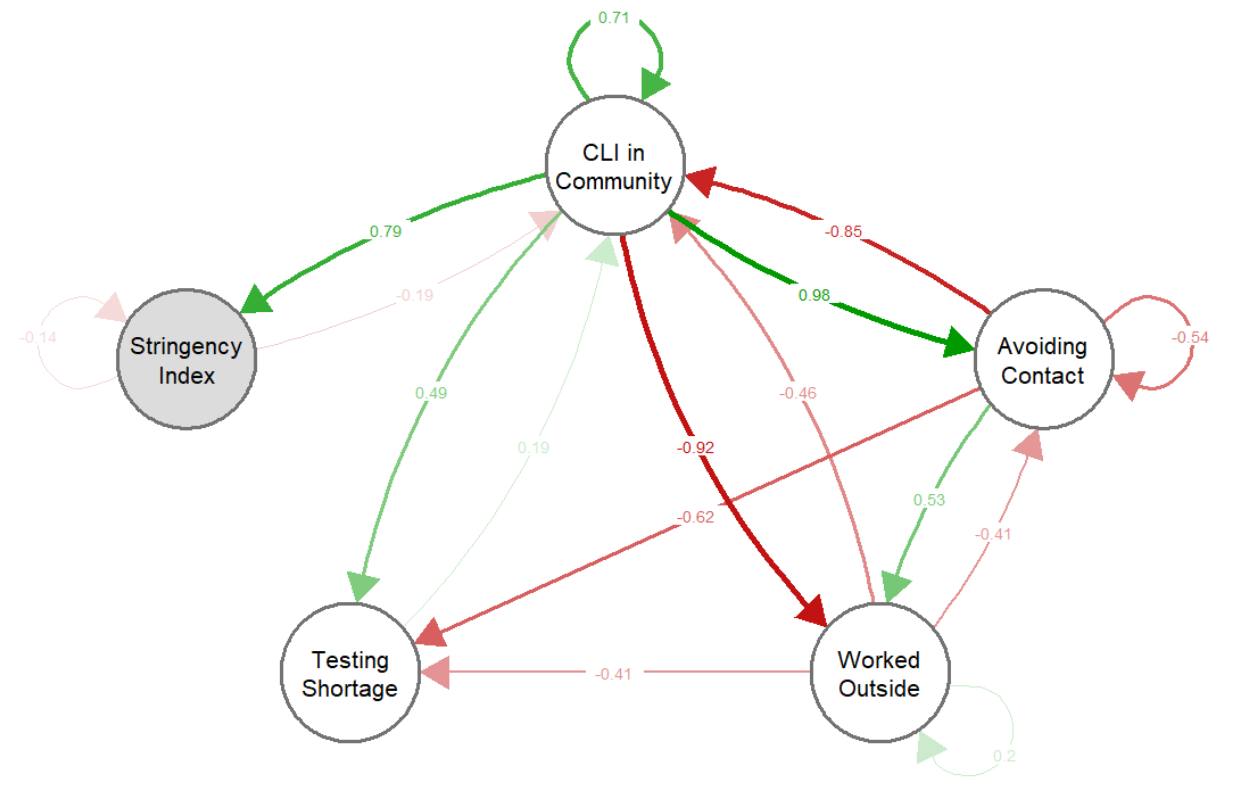 0.71
CLI in
Community
0.79
-0.85
-0.19
0.98
-0.14
Stringency
Index
Avoiding
Contact
-0.54
0.49
-0.46
-0.92
0.19
0.53
-0.62
-0.41
Testing
Shortage
-0.41
Worked
Outside
0.2